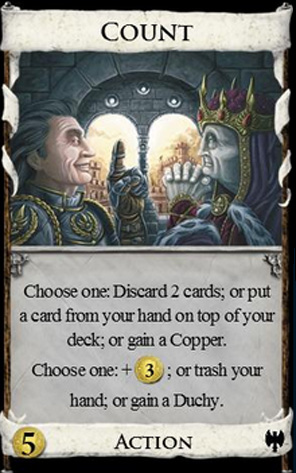 COUNT
Choose one: Discard 2 cards; or put
a card from your hand on top of your
deck; or gain a Copper.
Choose one: + 3 ; or trash your
hand; or gain a Duchy.
5 ACTION